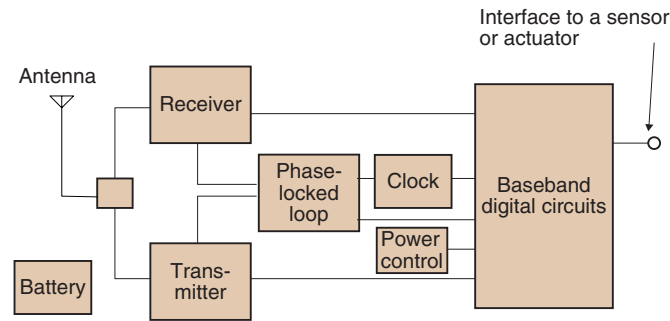 Interface to a sensor
or actuator
Antenna
Receiver
Phase-
locked
loop
Clock
Baseband
digital circuits
Power
control
Trans-
mitter
Battery